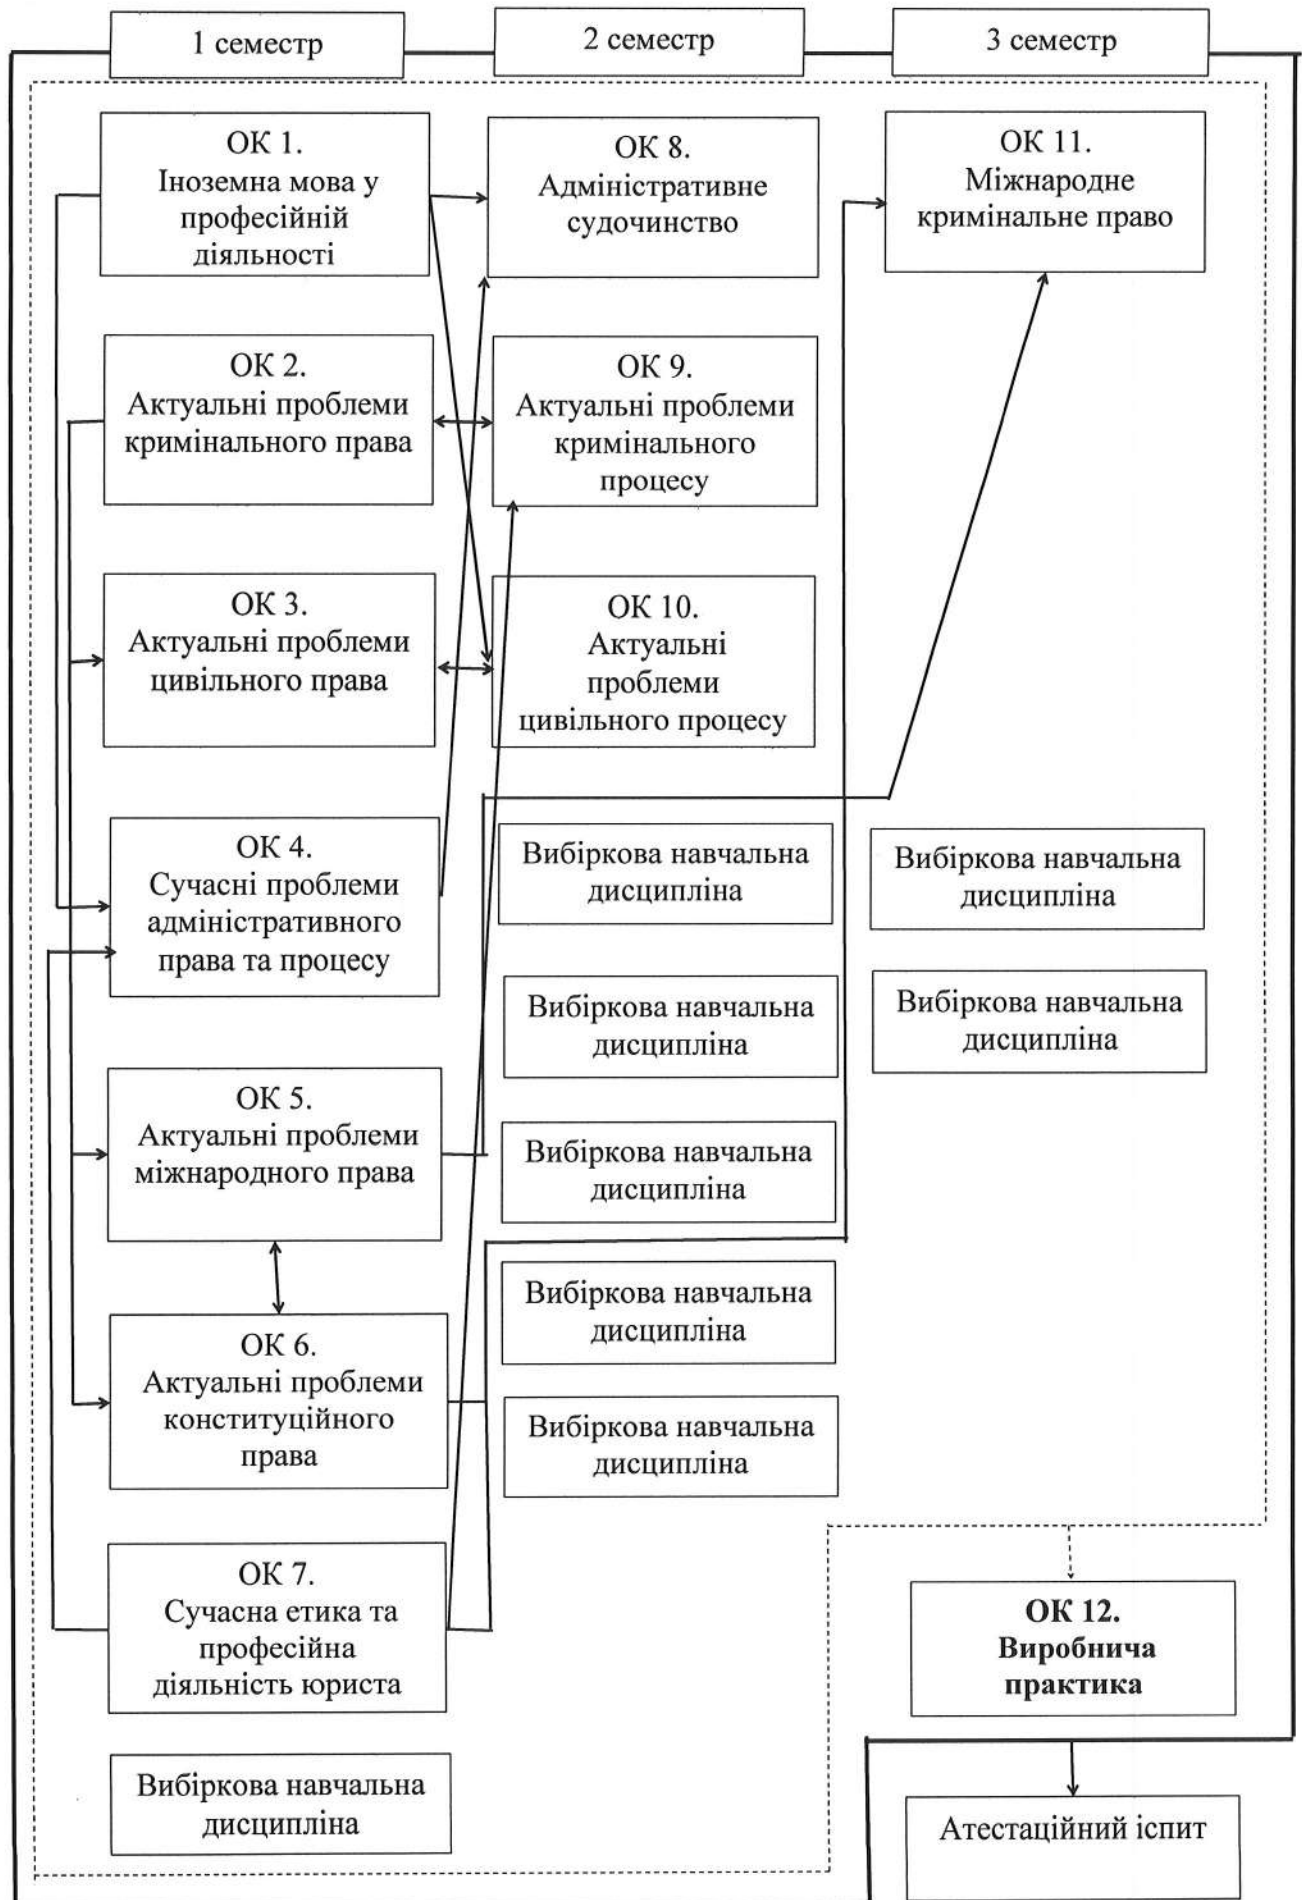 1 семестр
2 семестр
3 семестр
ОК 1.
Іноземна мова у
професійній
діяльності
ОК 8.
Адміністративне
судочинство
ОК 11.
Міжнародне
кримінальне право
ОК 2.
Актуальні проблеми
кримінального права
ОК 9.
Актуальні проблеми
кримінального
процесу
ОК 3.
Актуальні проблеми
цивільного права
ОК 10.
Актуальні
проблеми
цивільного процесу
ОК 4.
Сучасні проблеми
адміністративного
права та процесу
Вибіркова навчальна
дисципліна
Вибіркова навчальна
дисципліна
Вибіркова навчальна
дисципліна
Вибіркова навчальна
дисципліна
ОК 5.
Актуальні проблеми
міжнародного права
Вибіркова навчальна
дисципліна
Вибіркова навчальна
дисципліна
ОК 6.
Актуальні проблеми
конституційного
права
Вибіркова навчальна
дисципліна
ОК 7.
Сучасна етика та
професійна
діяльність юриста
ОК 12.
Виробнича
практика
Вибіркова навчальна
дисципліна
Атестаційний іспит